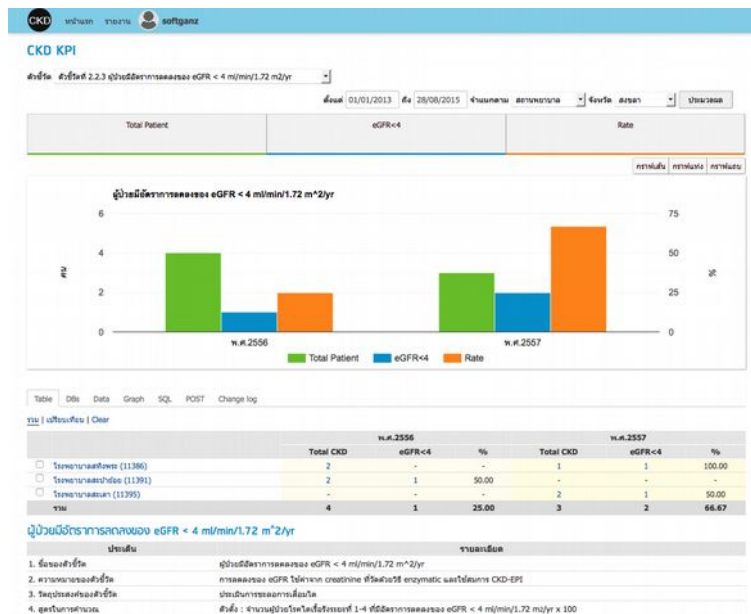 CKD หน้าแรก รายงาน softganz
CKD KPI
ตัวชี้วัด ตัวชี้วัดที่ 2.2.3 ผู้ป่วยมีอัตราการลดลงของ eGFR < 4 ml/min/1.72 m2/yr
ตั้งแต่ 01/01/2013 ถึง 28/08/2015 จำแนกตาม สถานพยาบาล จังหวัด สงขลา ประมวลผล
Total Patient eGFR<4 Rate
กราฟเส้น กราฟแท่ง กราฟแถบ
ผู้ป่วยมีอัตราการลดลงของ eGFR < 4 ml/min/1.72 m^2/yr
6 75
4 50
คน %
2 25
0 0
พ.ศ.2556 พ.ศ.2557
Total Patient eGFR<4 Rate
Table DBs Data Graph SQL POST Change log
รวม | เปรียบเทียบ | Clear
พ.ศ.2556 พ.ศ.2557
Total CKD eGFR<4 % Total CKD eGFR<4 %
โรงพยาบาลสทิงพระ (11386) 2 - - 1 1 100.00
โรงพยาบาลสะบ้าย้อย (11391) 2 1 50.00 - - -
โรงพยาบาลสะเดา (11395) - - - 2 1 50.00
รวม 4 1 25.00 3 2 66.67
ผู้ป่วยมีอัตราการลดลงของ eGFR < 4 ml/min/1.72 m^2/yr
ประเด็น รายละเอียด
1. ชื่อของตัวชี้วัด ผู้ป่วยมีอัตราการลดลงของ eGFR < 4 ml/min/1.72 m^2/yr
2. ความหมายของตัวชี้วัด การลดลงของ eGFR ใช้ค่าจาก creatinine ที่วัดด้วยวิธี enzymatic และใช้สมการ CKD-EPI
3. วัตถุประสงค์ของตัวชี้วัด ประเมินการชะลอการเสื่อมไต
4. สูตรในการคำนวณ ตัวตั้ง : จำนวนผู้ป่วยโรคไตเรื้อรังระยะที่ 1-4 ที่มีอัตราการลดลงของ eGFR < 4 ml/min/1.72 m2/yr x 100